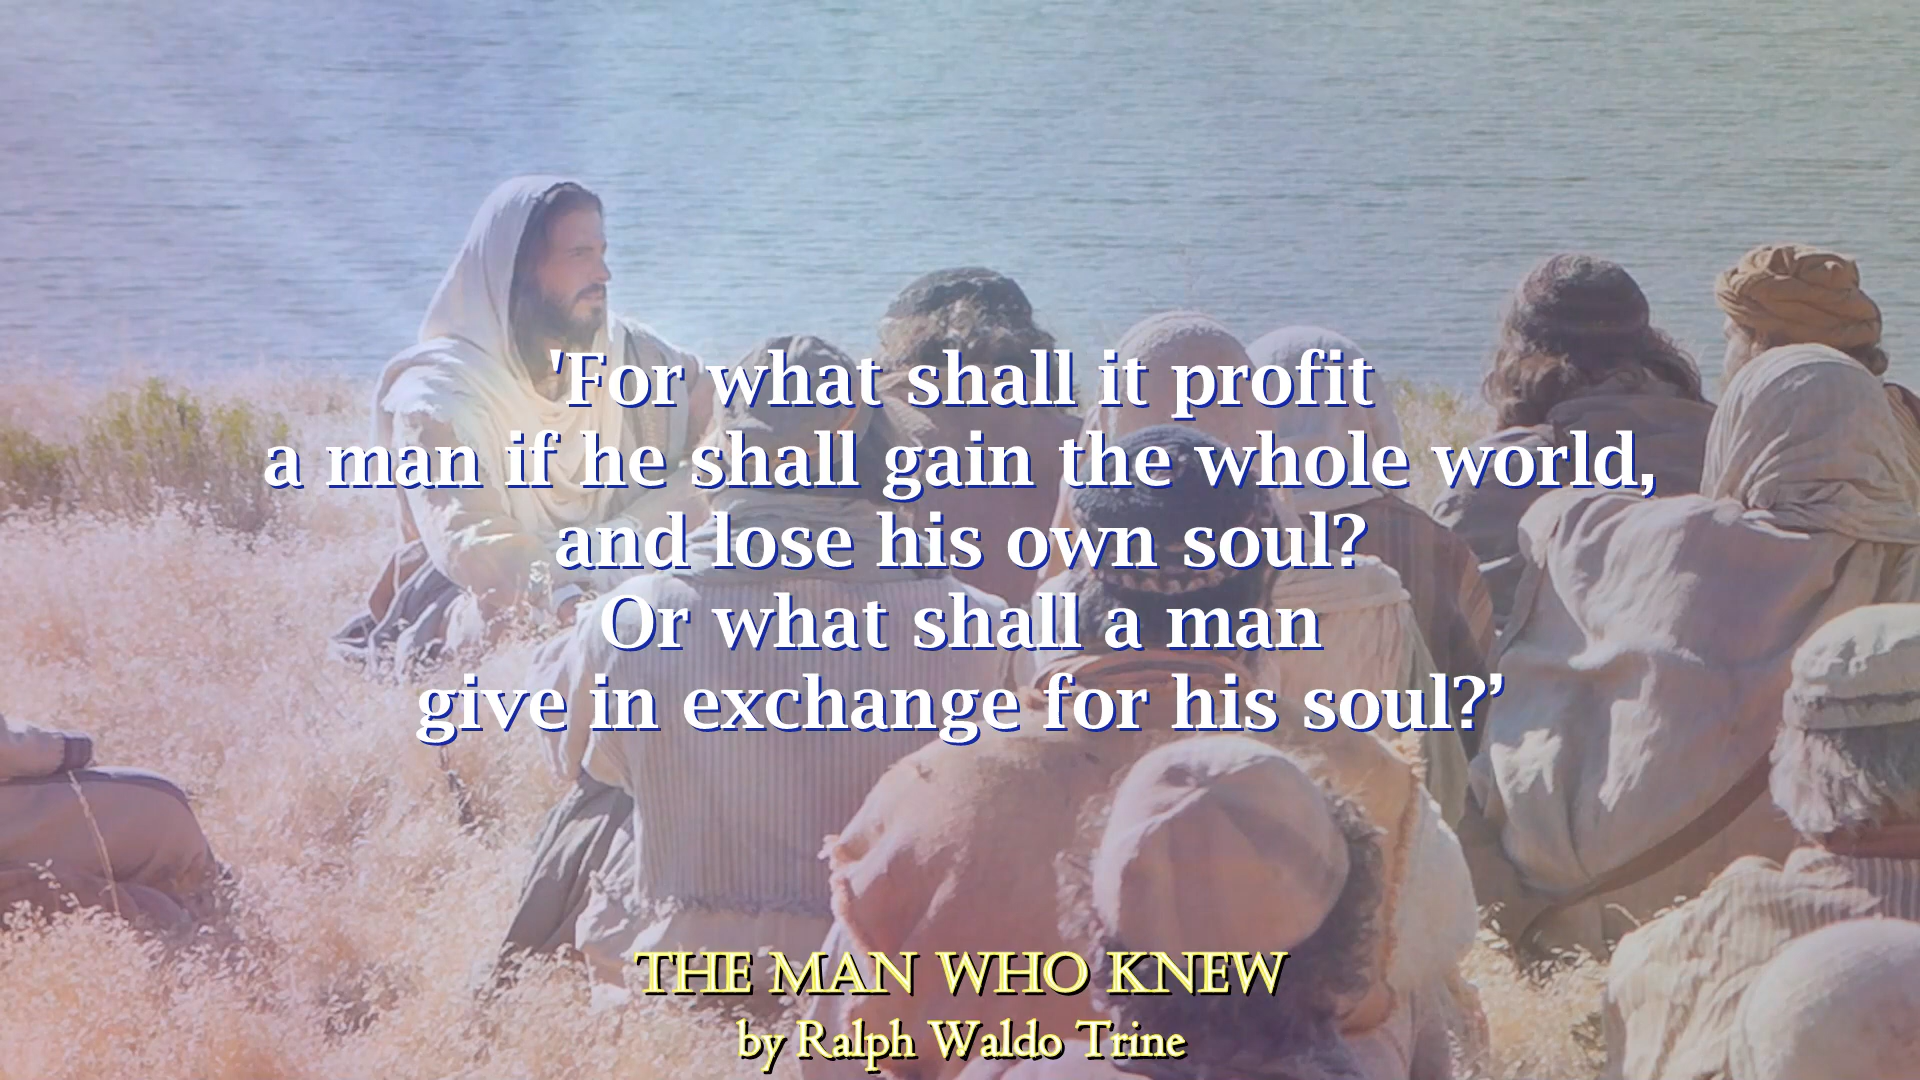 'For what shall it profit
a man if he shall gain the whole world,
and lose his own soul?
Or what shall a man
give in exchange for his soul?’
THE MAN WHO KNEW
by Ralph Waldo Trine